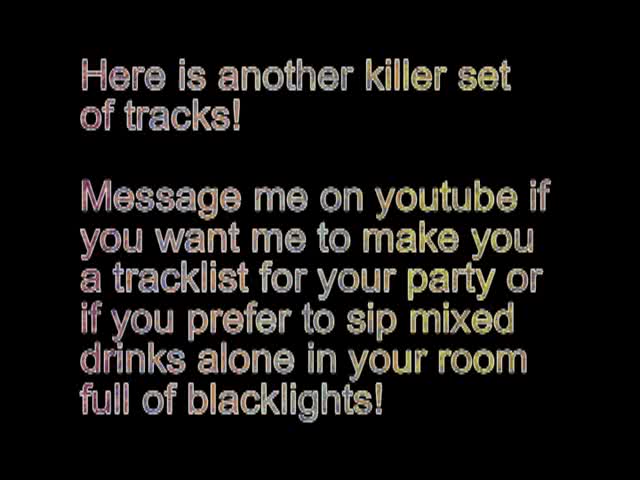 Here is another killer set
of tracks!
Message me on youtube if
you want me to make you
a tracklist for your party or
if you prefer to sip mixed
drinks alone in your room
full of blacklights!